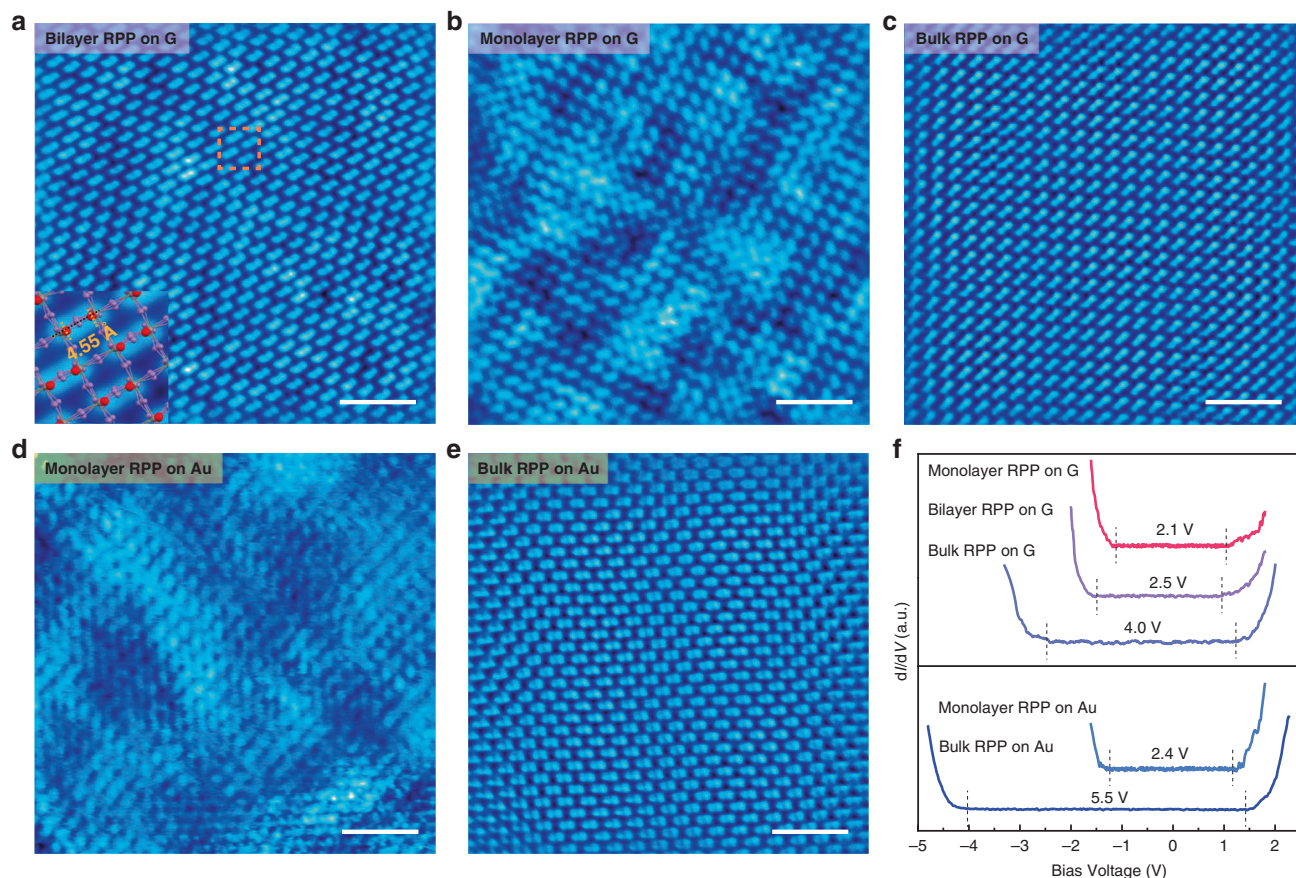 a
Bilayer RPP on G
4.55 Å
b
Monolayer RPP on G
c
Bulk RPP on G
d
Monolayer RPP on Au
e
Bulk RPP on Au
f
Monolayer RPP on G
2.1 V
Bilayer RPP on G
2.5 V
Bulk RPP on G
4.0 V
Monolayer RPP on Au
2.4 V
Bulk RPP on Au
5.5 V
dI/dV (a.u.)
−5 −4 −3 −2 −1 0 1 2
Bias Voltage (V)